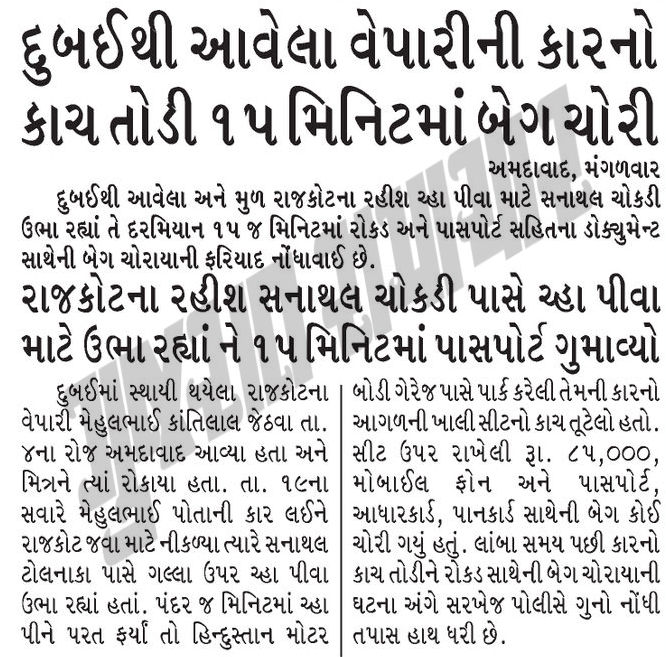 દુબઈથી આવેલા વેપારીની કારનો
કાચ તોડી ૧૫ મિનિટમાં બેગ ચોરી
અમદાવાદ, મંગળવાર
દુબઈથી આવેલા અને મુળ રાજકોટના રહીશ ચ્હા પીવા માટે સનાથલ ચોકડી
ઉભા રહ્યાં તે દરમિયાન ૧૫ જ મિનિટમાં રોકડ અને પાસપોર્ટ સહિતના ડોક્યુમેન્ટ
સાથેની બેગ ચોરાયાની ફરિયાદ નોંધાવાઈ છે.
રાજકોટના રહીશ સનાથલ ચોકડી પાસે ચ્હા પીવા
માટે ઉભા રહ્યાં ને ૧૫ મિનિટમાં પાસપોર્ટ ગુમાવ્યો
દુબઈમાં સ્થાયી થયેલા રાજકોટના
વેપારી મેહુલભાઈ કાંતિલાલ જેઠવા તા.
૪ના રોજ અમદાવાદ આવ્યા હતા અને
મિત્રને ત્યાં રોકાયા હતા. તા. ૧૯ના
સવારે મેહુલભાઈ પોતાની કાર લઈને
રાજકોટ જવા માટે નીકળ્યા ત્યારે સનાથલ
ટોલનાકા પાસે ગલ્લા ઉપર ચ્હા પીવા
ઉભા રહ્યાં હતાં. પંદર જ મિનિટમાં ચ્હા
પીને પરત ફર્યાં તો હિન્દુસ્તાન મોટર
બોડી ગેરેજ પાસે પાર્ક કરેલી તેમની કારનો
આગળની ખાલી સીટનો કાચ તૂટેલો હતો.
સીટ ઉપર રાખેલી રૂા. ૮૫,૦૦૦,
મોબાઈલ ફોન અને પાસપોર્ટ,
આધારકાર્ડ, પાનકાર્ડ સાથેની બેગ કોઈ
ચોરી ગયું હતું. લાંબા સમય પછી કારનો
કાચ તોડીને રોકડ સાથેની બેગ ચોરાયાની
ઘટના અંગે સરખેજ પોલીસે ગુનો નોંધી
તપાસ હાથ ધરી છે.
ગુજરાત સમાચાર